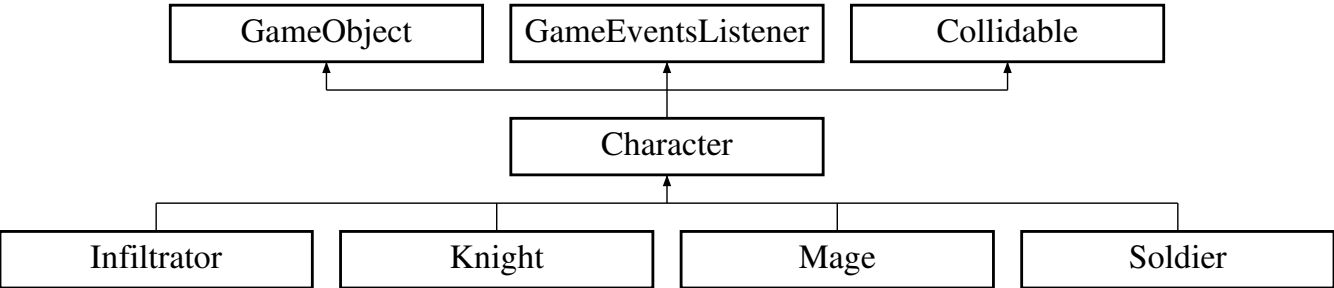 GameObject
GameEventsListener
Collidable
Character
Infiltrator
Knight
Mage
Soldier